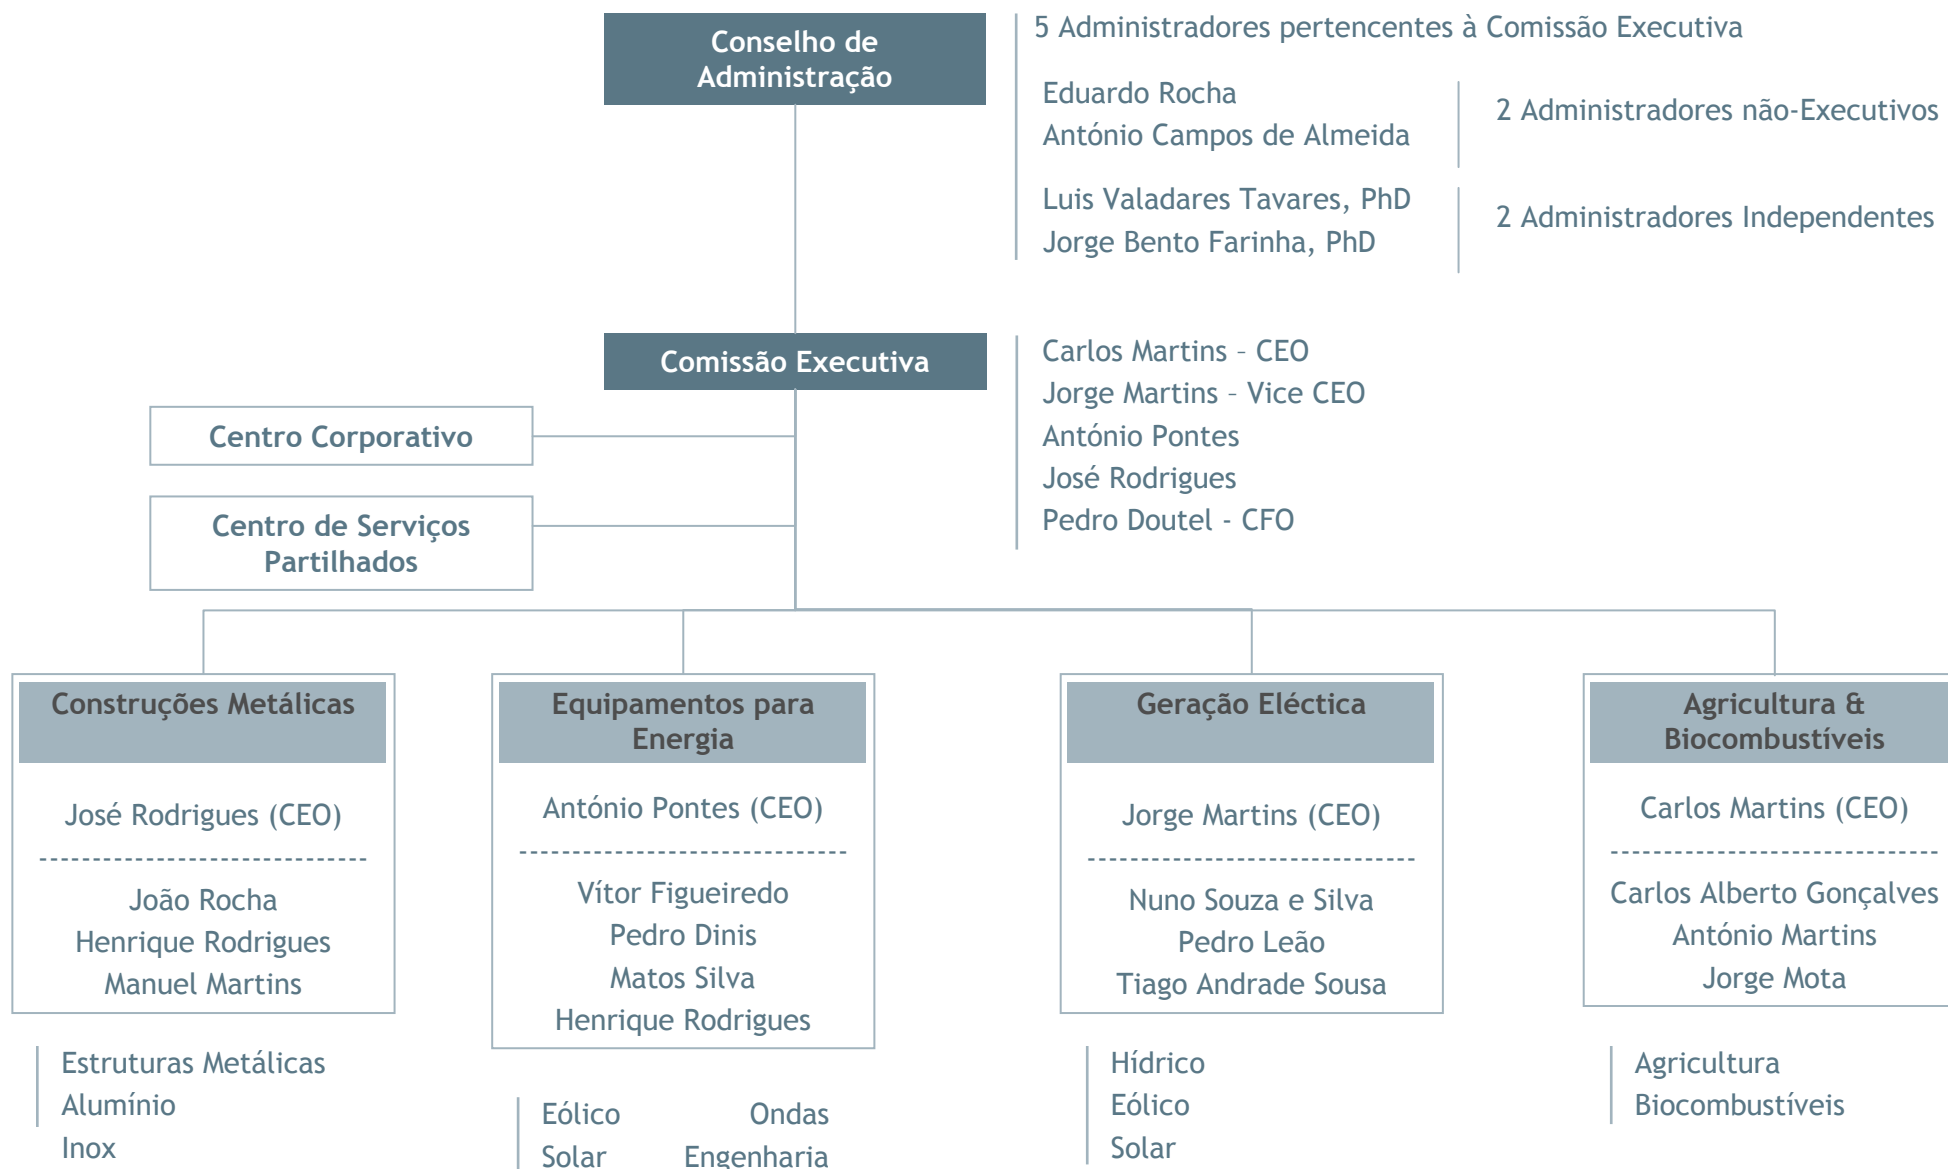 Conselho de
Administração
5 Administradores pertencentes à Comissão Executiva
Eduardo Rocha
António Campos de Almeida
2 Administradores não-Executivos
Luis Valadares Tavares, PhD
Jorge Bento Farinha, PhD
2 Administradores Independentes
Comissão Executiva
Carlos Martins – CEO
Jorge Martins – Vice CEO
António Pontes
José Rodrigues
Pedro Doutel - CFO
Centro Corporativo
Centro de Serviços
Partilhados
Construções Metálicas
José Rodrigues (CEO)
João Rocha
Henrique Rodrigues
Manuel Martins
Estruturas Metálicas
Alumínio
Inox
Equipamentos para
Energia
António Pontes (CEO)
Vítor Figueiredo
Pedro Dinis
Matos Silva
Henrique Rodrigues
Eólico Ondas
Solar Engenharia
Geração Eléctica
Jorge Martins (CEO)
Nuno Souza e Silva
Pedro Leão
Tiago Andrade Sousa
Hídrico
Eólico
Solar
Agricultura &
Biocombustíveis
Carlos Martins (CEO)
Carlos Alberto Gonçalves
António Martins
Jorge Mota
Agricultura
Biocombustíveis